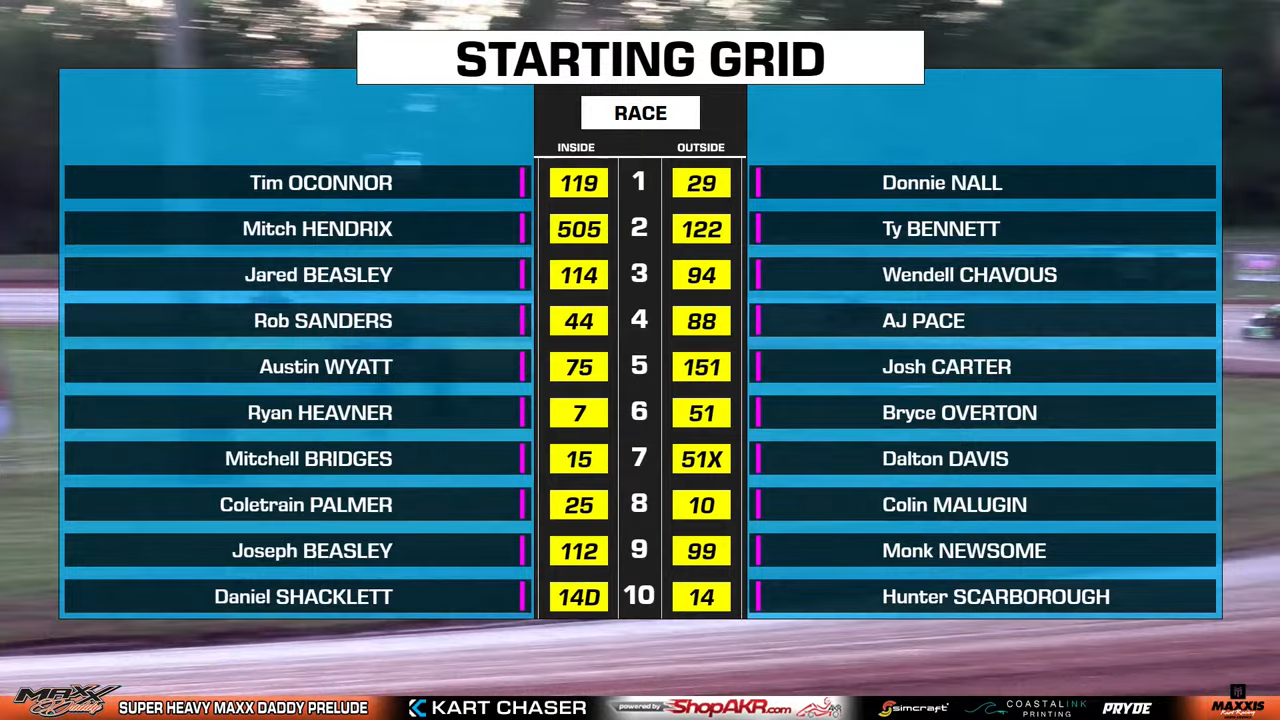 STARTING GRID
RACE
INSIDE OUTSIDE
Tim OCONNOR 119 1 29 Donnie NALL
Mitch HENDRIX 505 2 122 Ty BENNETT
Jared BEASLEY 114 3 94 Wendell CHAVOUS
Rob SANDERS 44 4 88 AJ PACE
Austin WYATT 75 5 151 Josh CARTER
Ryan HEAVNER 7 6 51 Bryce OVERTON
Mitchell BRIDGES 15 7 51X Dalton DAVIS
Coletrain PALMER 25 8 10 Colin MALUGIN
Joseph BEASLEY 112 9 99 Monk NEWSOME
Daniel SHACKLETT 14D 10 14 Hunter SCARBOROUGH
MAXX Daddy SUPER HEAVY MAXX DADDY PRELUDE KART CHASER powered by ShopAKR.com simcraft COASTALINK PRINTING PRYDE MAXXIS Kart Racing